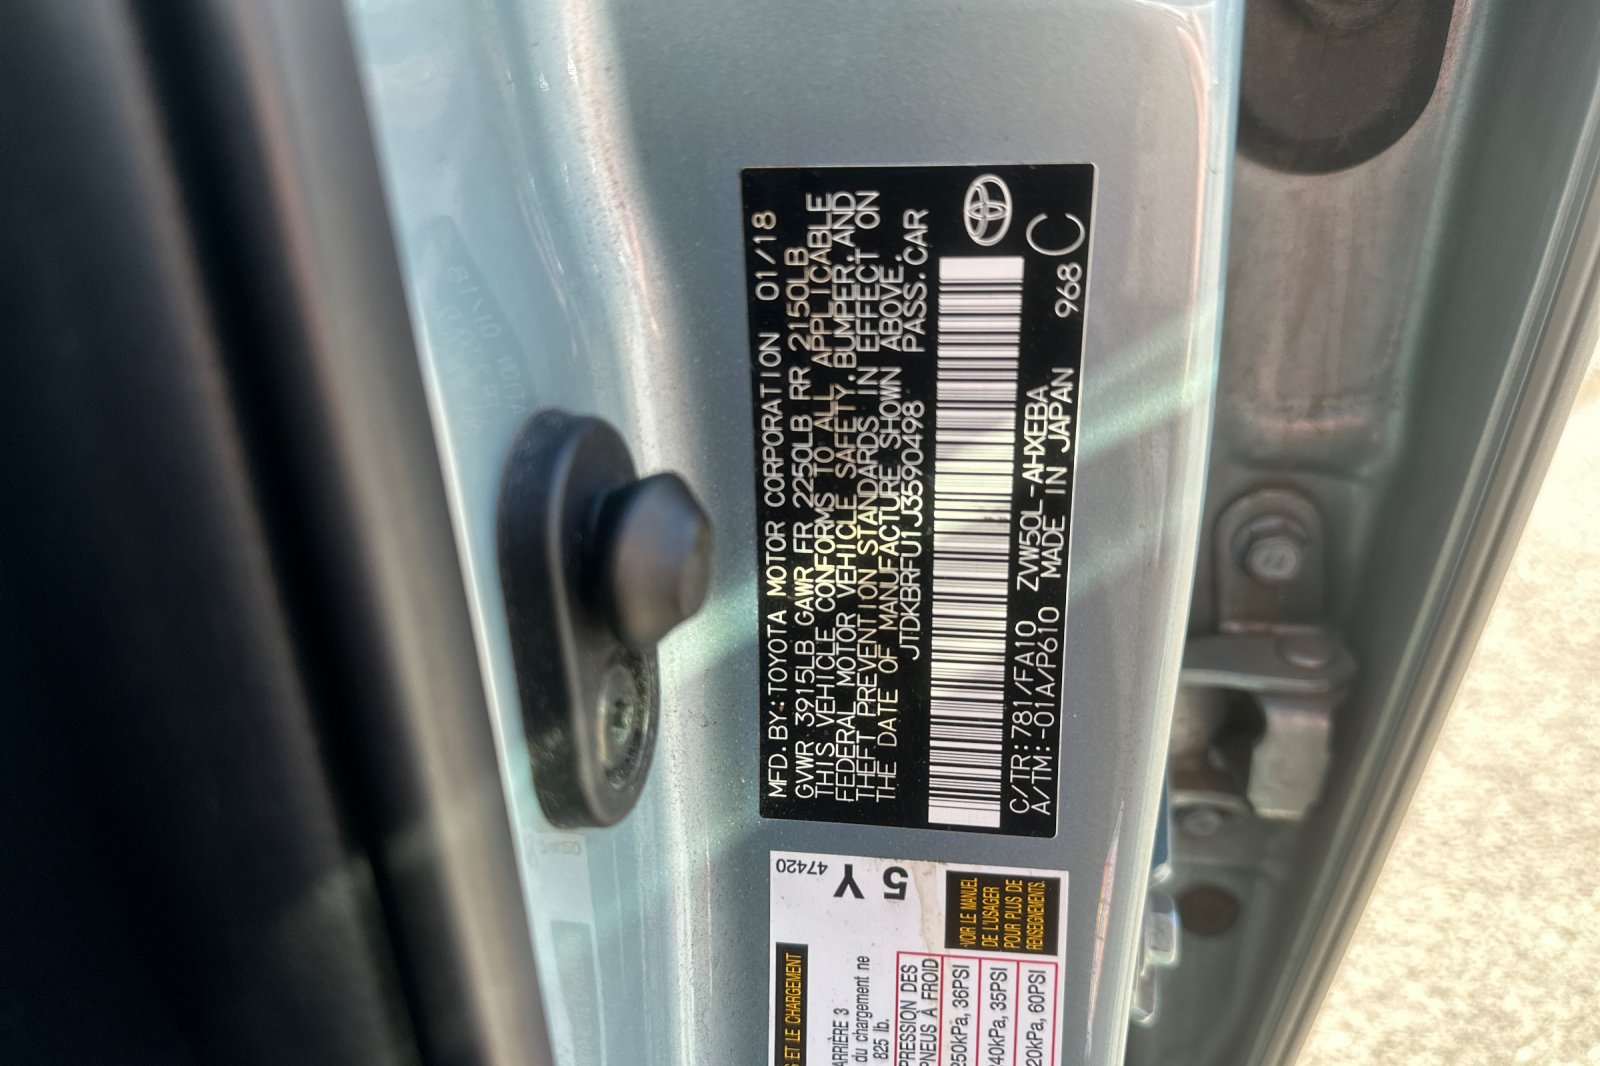 MFD.BY:TOYOTA MOTOR CORPORATION 01/18
GVWR 3915LB GAWR FR 2250LB RR 2150LB
THIS VEHICLE CONFORMS TO ALL APPLICABLE
FEDERAL MOTOR VEHICLE SAFETY.BUMPER.AND
THEFT PREVENTION STANDARDS IN EFFECT ON
THE DATE OF MANUFACTURE SHOWN ABOVE.
JTDKBRFU1J3590498 PASS.CAR
C/TR:781/FA10 ZVW50L-AHXEBA 968 C
A/TM:-01A/P610 MADE IN JAPAN
47420
5 Y
VOIR LE MANUEL
DE L'USAGER
POUR PLUS DE
RENSEIGNEMENTS.
ET LE CHARGEMENT
ARRIÈRE 3
du chargement ne
825 lb.
PRESSION DES
PNEUS À FROID
250kPa, 36PSI
240kPa, 35PSI
20kPa, 60PSI